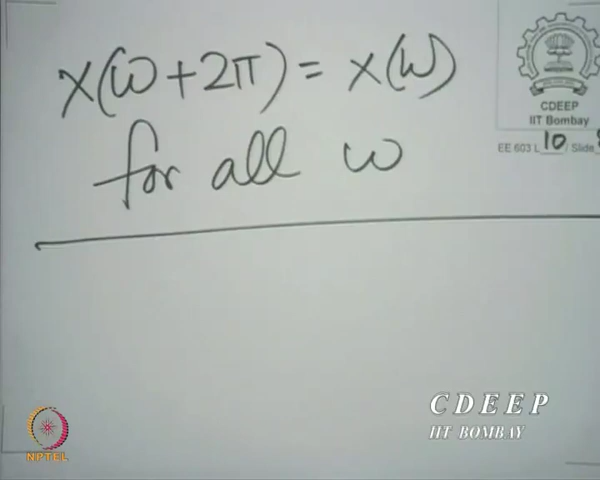 X(ω+2π) = X(ω)
for all ω
CDEEP
IIT Bombay
EE 603 L 10 / Slide
CDEEP
IIT BOMBAY
NPTEL